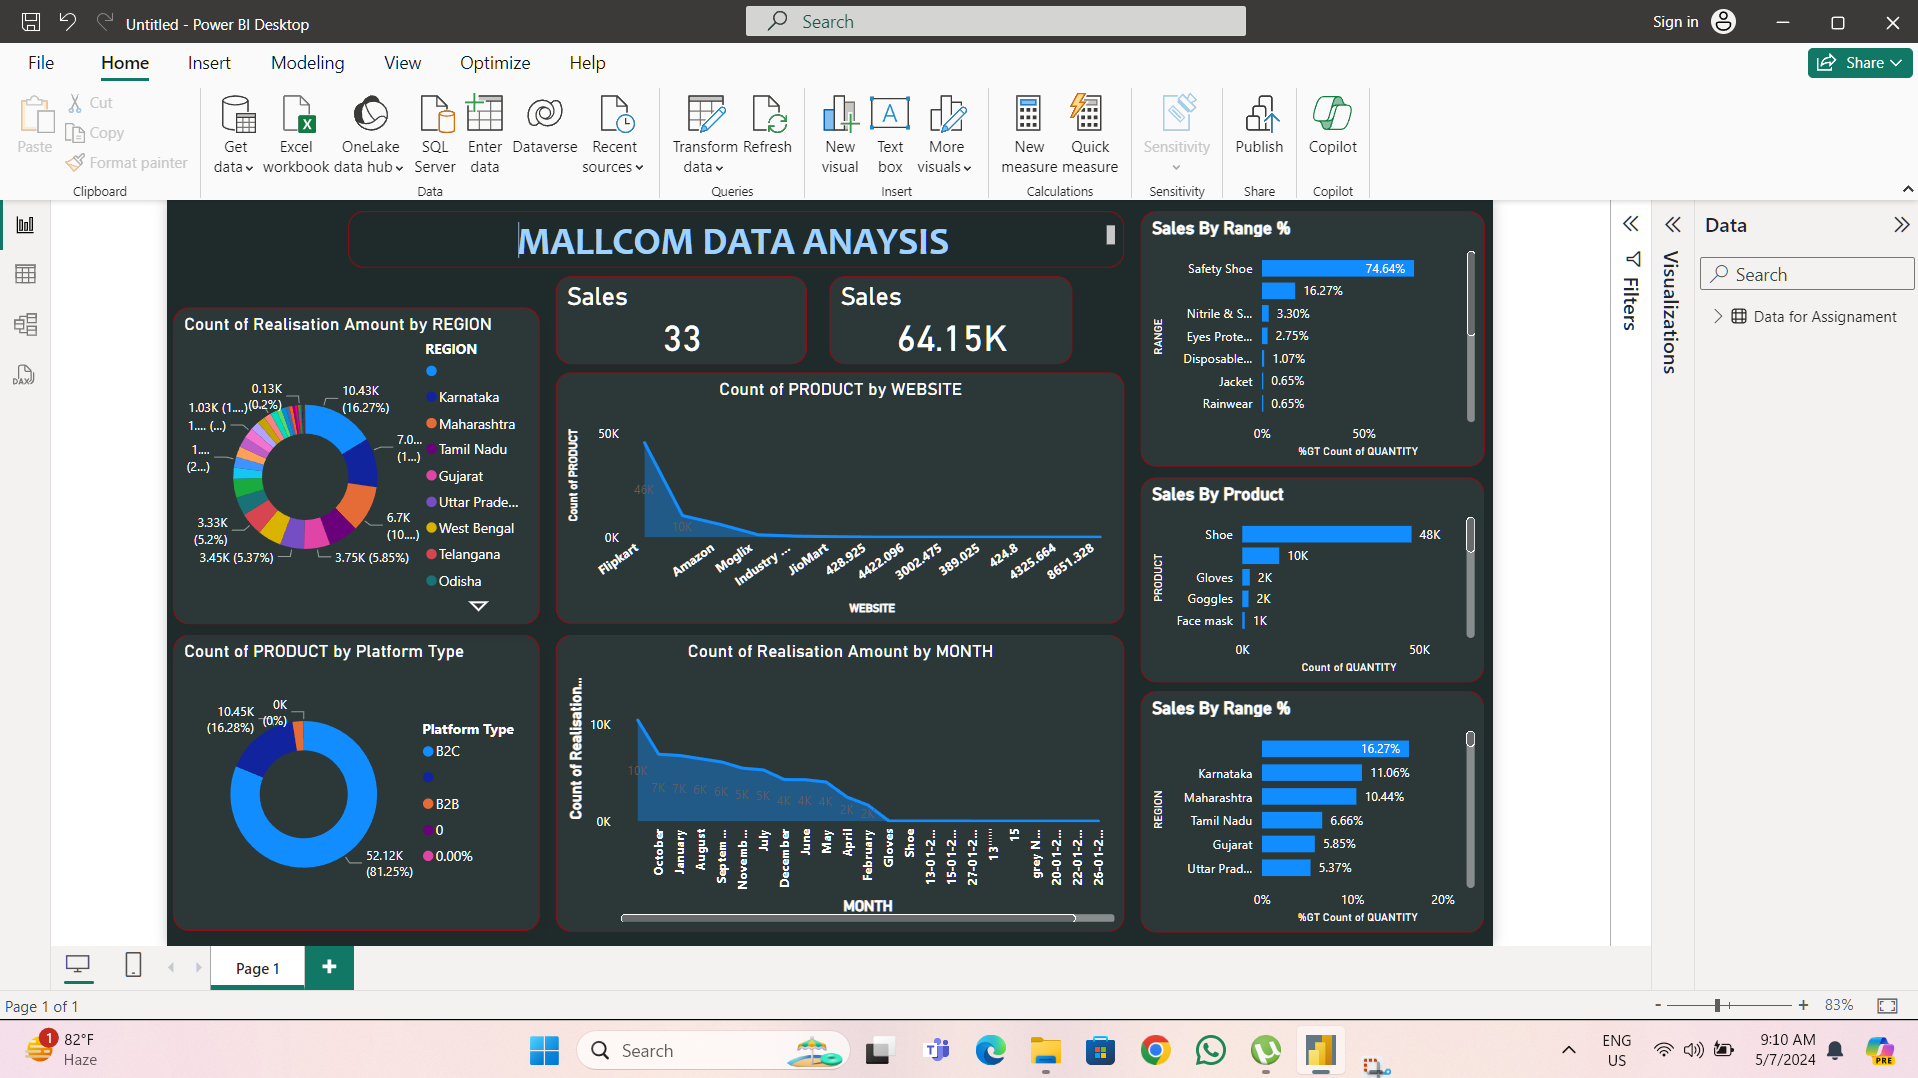 Untitled - Power BI Desktop
Search
Sign in
File
Home
Insert
Modeling
View
Optimize
Help
Share
Paste
Cut
Copy
Format painter
Clipboard
Get data
Excel workbook
OneLake data hub
SQL Server
Enter data
Dataverse
Recent sources
Data
Transform data
Refresh
Queries
New visual
Text box
More visuals
Insert
New measure
Quick measure
Calculations
Sensitivity
Sensitivity
Publish
Share
Copilot
Copilot
MALLCOM DATA ANAYSIS
Sales
33
Sales
64.15K
Count of Realisation Amount by REGION
REGION
Karnataka
Maharashtra
Tamil Nadu
Gujarat
Uttar Prade...
West Bengal
Telangana
Odisha
0.13K
(0.2%)
10.43K
(16.27%)
1.03K (1....)
1.... (...)
1....
(2...)
7.0...
(1...)
6.7K
(10....)
3.33K
(5.2%)
3.45K (5.37%)
3.75K (5.85%)
Count of PRODUCT by WEBSITE
Count of PRODUCT
50K
0K
46K
10K
Flipkart
Amazon
Moglix
Industry ...
JioMart
428.925
4422.096
3002.475
389.025
424.8
4325.664
8651.328
WEBSITE
Count of PRODUCT by Platform Type
10.45K
(16.28%)
0K
(0%)
52.12K
(81.25%)
Platform Type
B2C
B2B
0
0.00%
Count of Realisation Amount by MONTH
Count of Realisation...
10K
0K
10K
7K
7K
6K
6K
5K
5K
4K
4K
4K
2K
2K
October
January
August
Septem...
Novemb...
July
December
June
May
April
February
Gloves
Shoe
13-01-2...
15-01-2...
27-01-2...
13""'
15
grey N...
20-01-2...
22-01-2...
26-01-2...
MONTH
Sales By Range %
RANGE
Safety Shoe 74.64%
16.27%
Nitrile & S... 3.30%
Eyes Prote... 2.75%
Disposable... 1.07%
Jacket 0.65%
Rainwear 0.65%
0% 50%
%GT Count of QUANTITY
Sales By Product
PRODUCT
Shoe 48K
10K
Gloves 2K
Goggles 2K
Face mask 1K
0K 50K
Count of QUANTITY
Sales By Range %
REGION
16.27%
Karnataka 11.06%
Maharashtra 10.44%
Tamil Nadu 6.66%
Gujarat 5.85%
Uttar Prad... 5.37%
0% 10% 20%
%GT Count of QUANTITY
Filters
Visualizations
Data
Search
Data for Assignament
DAX
Page 1
Page 1 of 1
- + 83%
1
82°F
Haze
Search
ENG
US
9:10 AM
5/7/2024
PRE